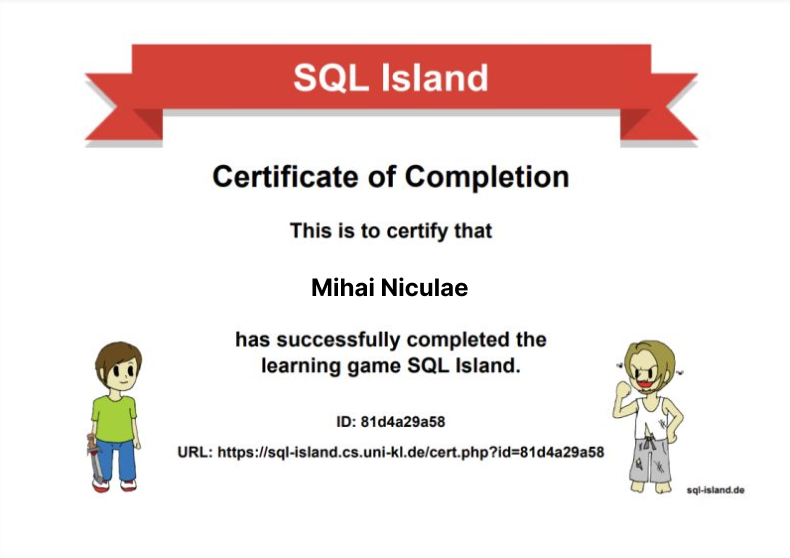 SQL Island
Certificate of Completion
This is to certify that
Mihai Niculae
has successfully completed the
learning game SQL Island.
ID: 81d4a29a58
URL: https://sql-island.cs.uni-kl.de/cert.php?id=81d4a29a58
sql-island.de